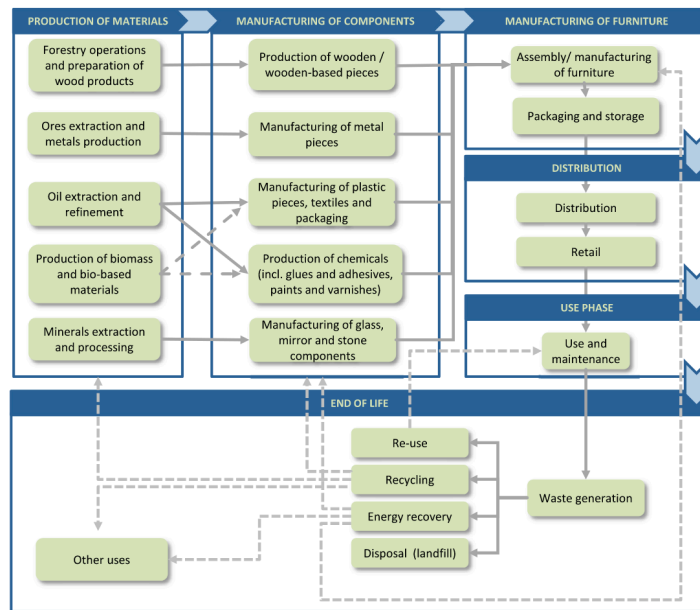 PRODUCTION OF MATERIALS
MANUFACTURING OF COMPONENTS
MANUFACTURING OF FURNITURE
Forestry operations
and preparation of
wood products
Production of wooden /
wooden-based pieces
Assembly/ manufacturing
of furniture
Packaging and storage
Ores extraction and
metals production
Manufacturing of metal
pieces
DISTRIBUTION
Oil extraction and
refinement
Manufacturing of plastic
pieces, textiles and
packaging
Distribution
Retail
Production of biomass
and bio-based
materials
Production of chemicals
(incl. glues and adhesives,
paints and varnishes)
USE PHASE
Minerals extraction
and processing
Manufacturing of glass,
mirror and stone
components
Use and
maintenance
END OF LIFE
Re-use
Recycling
Waste generation
Energy recovery
Other uses
Disposal (landfill)